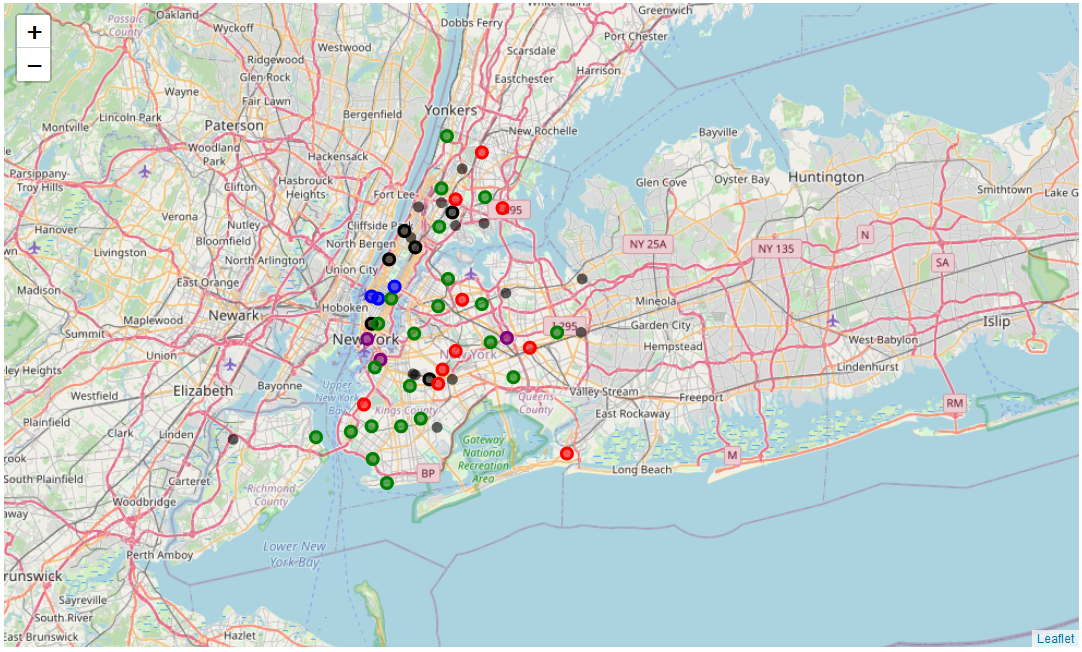 +
−
White Plains
Greenwich
Passaic
County
Oakland
Wyckoff
Dobbs Ferry
Port Chester
Westwood
Scarsdale
Ridgewood
Glen Rock
Eastchester
Harrison
Wayne
Fair Lawn
Lincoln Park
Bergenfield
Yonkers
Montville
Paterson
New Rochelle
Bayville
Woodland
Park
Hackensack
Parsippany-
Troy Hills
Clifton
Hasbrouck
Heights
Fort Lee
Glen Cove
Oyster Bay
Huntington
Smithtown
Lake G
Verona
Cliffside Park
Hanover
Nutley
Bloomfield
North Bergen
NY 25A
NY 135
N
Livingston
North Arlington
Union City
SA
East Orange
Madison
Mineola
Hoboken
Maplewood
Newark
I 295
Islip
Summit
New York
Garden City
West Babylon
Union
New York
Hempstead
eley Heights
Lindenhurst
Elizabeth
Bayonne
Upper
New York
Bay
Queens
County
Valley Stream
Freeport
Westfield
RM
Kings County
East Rockaway
Plainfield
Clark
Linden
Gateway
National
Recreation
Area
M
rook
BP
Long Beach
South Plainfield
Carteret
Richmond
County
away
Woodbridge
Lower New
York Bay
Perth Amboy
runswick
Sayreville
South River
East Brunswick
Hazlet
Leaflet